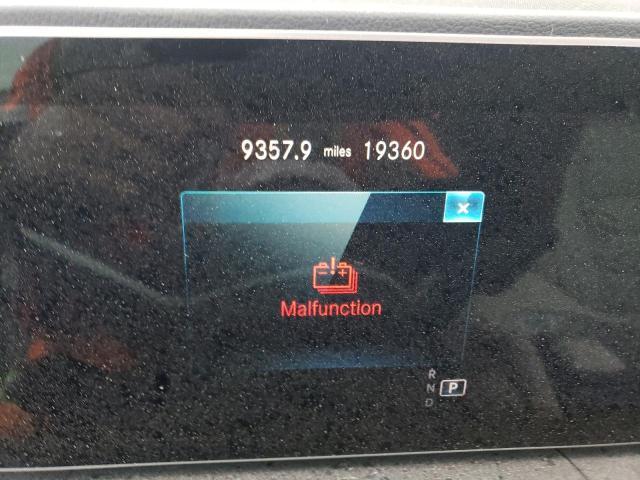 9357.9 miles 19360
Malfunction
R
N P
D